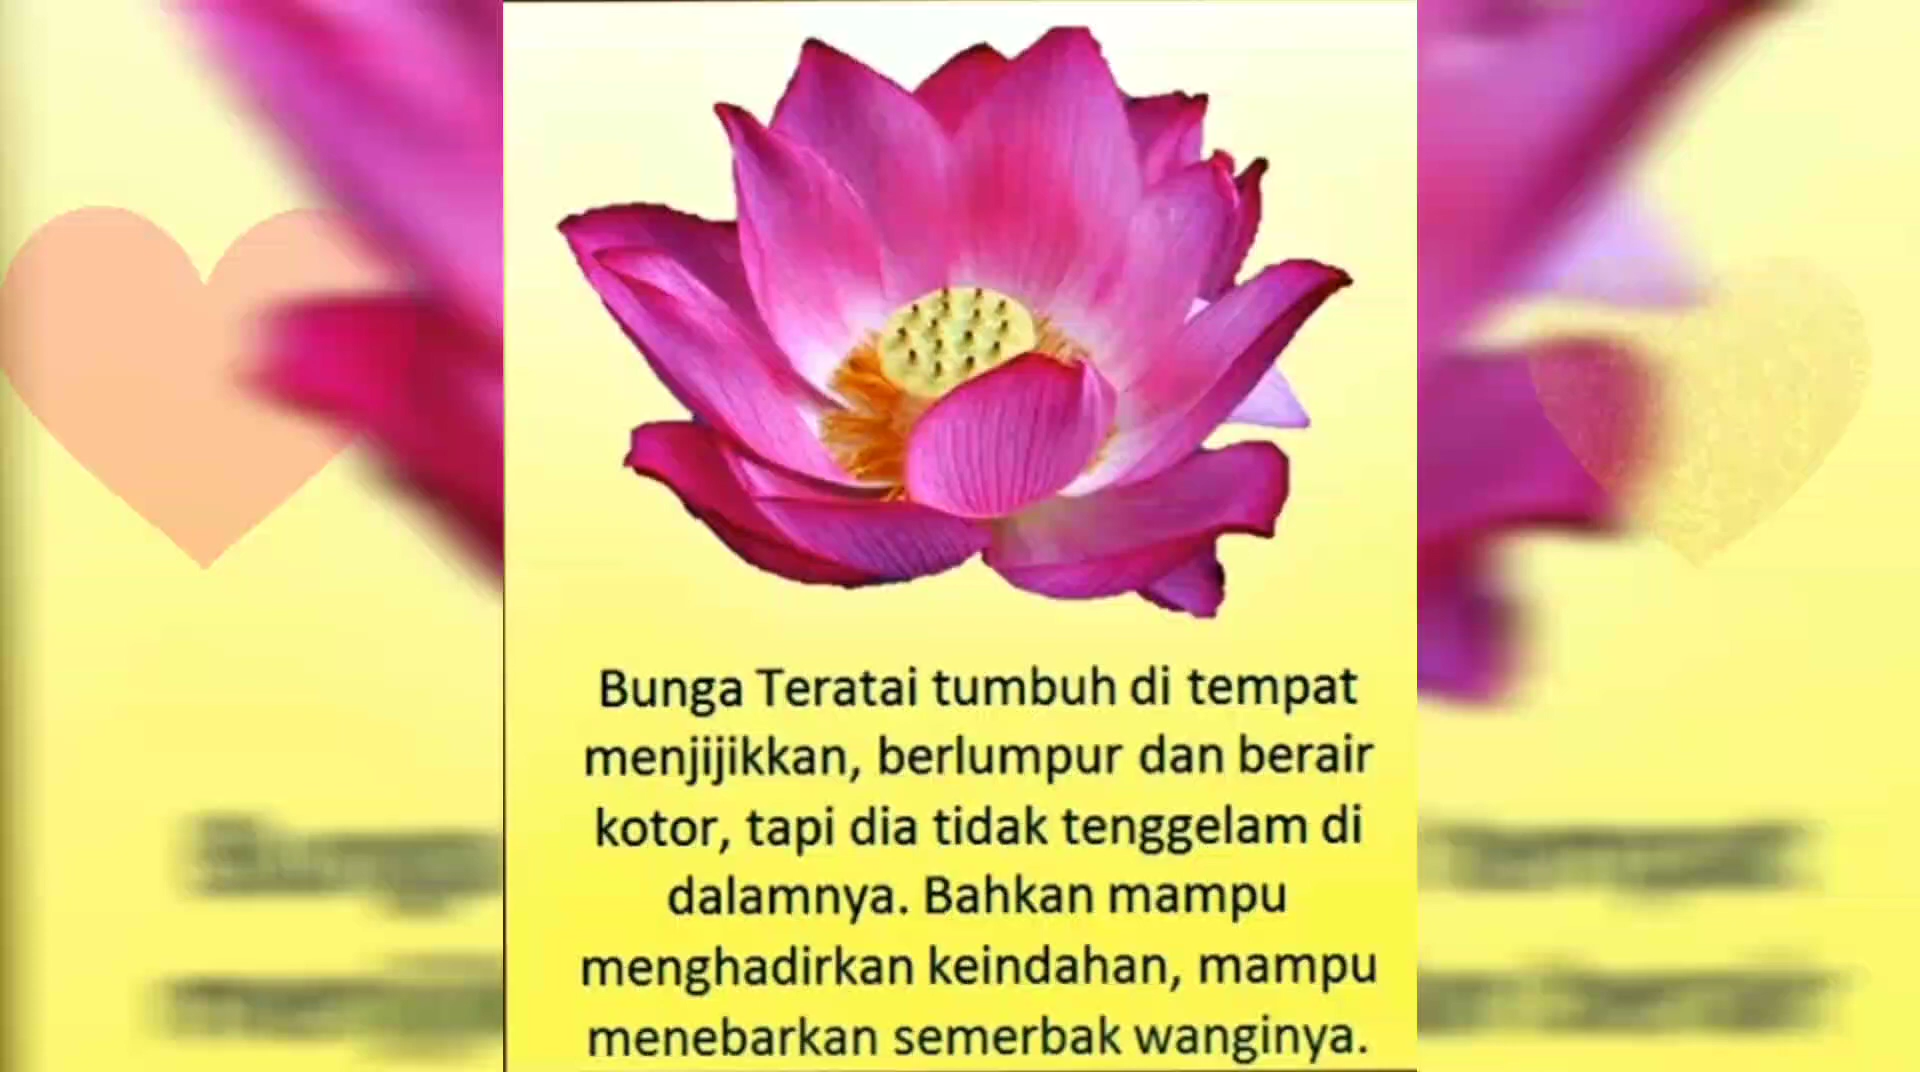 Bunga Teratai tumbuh di tempat
menjijikkan, berlumpur dan berair
kotor, tapi dia tidak tenggelam di
dalamnya. Bahkan mampu
menghadirkan keindahan, mampu
menebarkan semerbak wanginya.